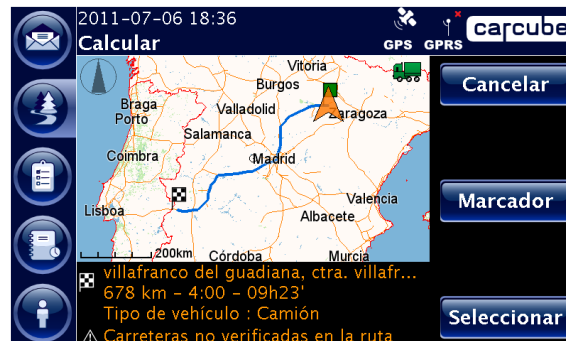 2011-07-06 18:36
Calcular
GPS
GPRS
carcube
Cancelar
Marcador
Seleccionar
Vitoria
Burgos
Braga
Porto
Valladolid
Zaragoza
Salamanca
Coimbra
Madrid
Lisboa
Valencia
Albacete
200km
Córdoba
Murcia
villafranco del guadiana, ctra. villafr...
678 km - 4:00 - 09h23'
Tipo de vehículo : Camión
Carreteras no verificadas en la ruta